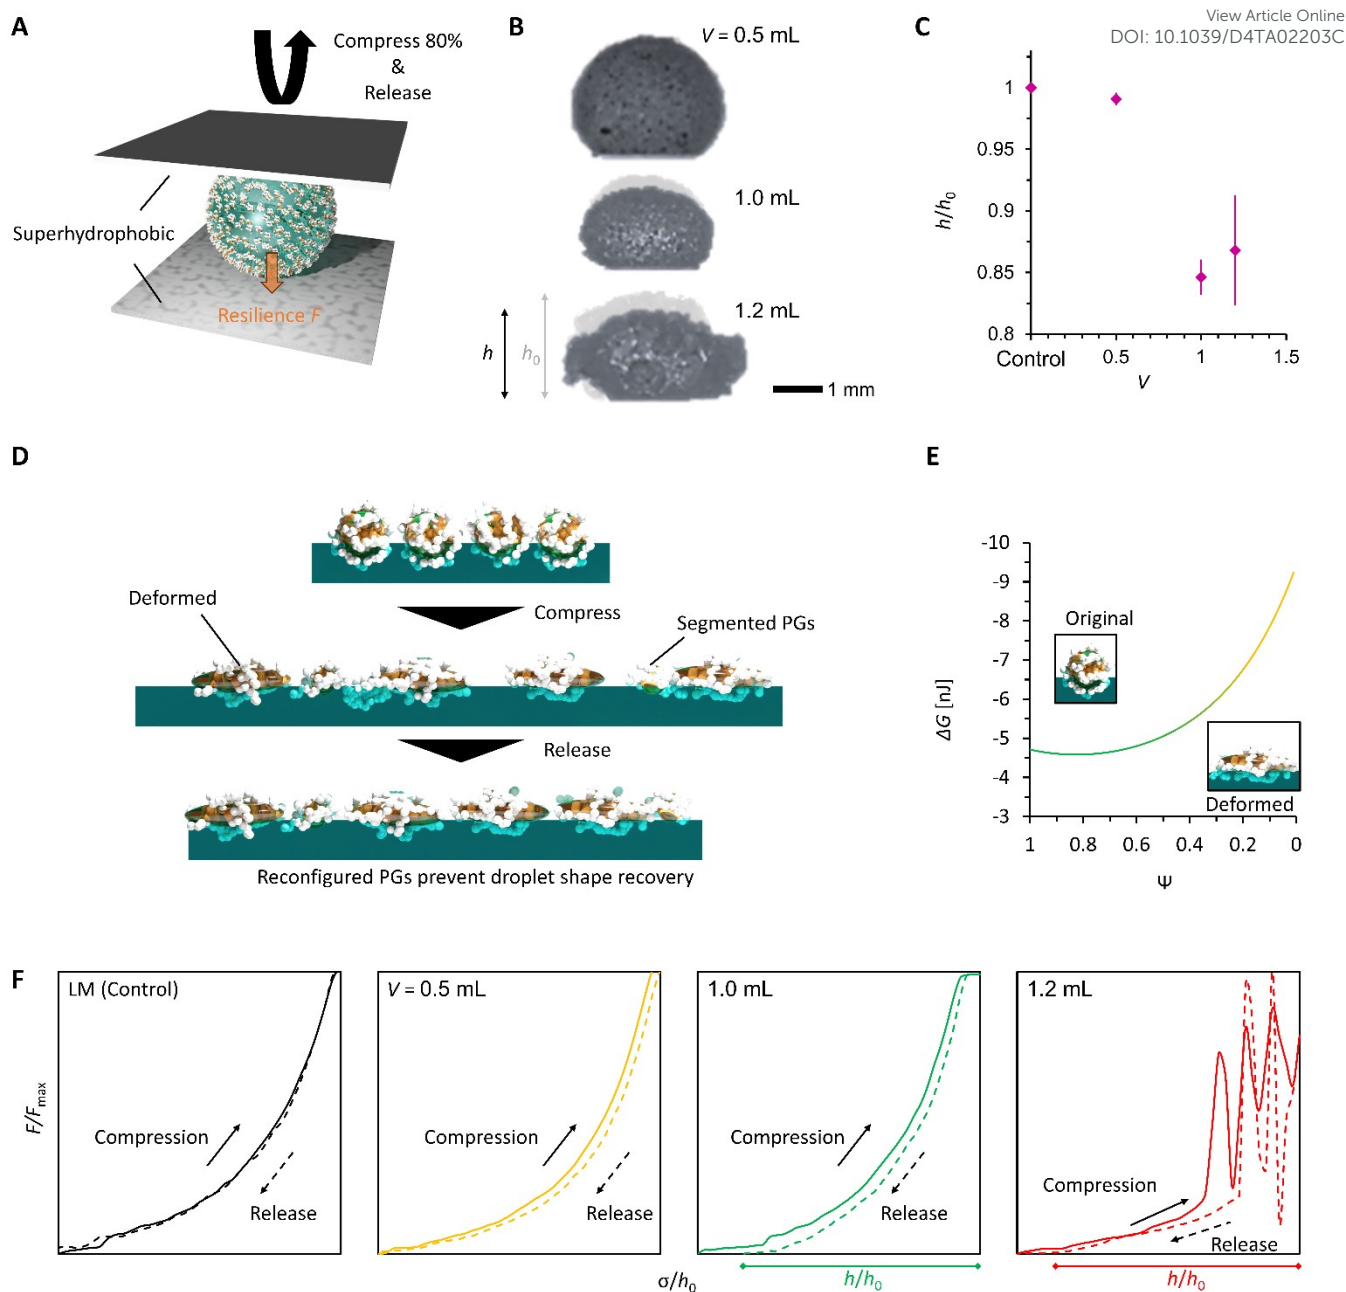 View Article Online
DOI: 10.1039/D4TA02203C
A
Compress 80%
&
Release
Superhydrophobic
Resilience F
B
V = 0.5 mL
1.0 mL
1.2 mL
h
h0
1 mm
C
h/h0
1
0.95
0.9
0.85
0.8
Control
0.5
1
1.5
V
D
Deformed
Compress
Segmented PGs
Release
Reconfigured PGs prevent droplet shape recovery
E
ΔG [nJ]
-10
-9
-8
-7
-6
-5
-4
-3
Original
Deformed
1
0.8
0.6
0.4
0.2
0
Ψ
F
F/Fmax
LM (Control)
Compression
Release
V = 0.5 mL
Compression
Release
1.0 mL
Compression
Release
1.2 mL
Compression
Release
σ/h0
h/h0
h/h0